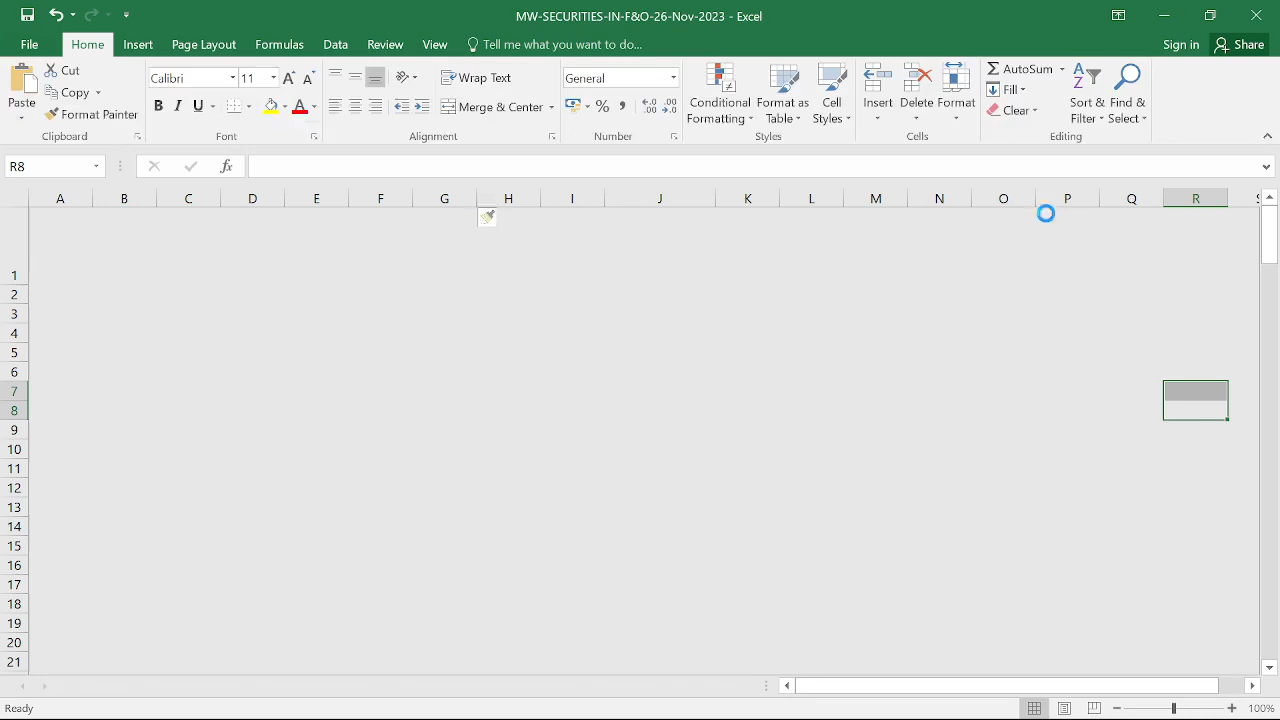 MW-SECURITIES-IN-F&O-26-Nov-2023 - Excel
File Home Insert Page Layout Formulas Data Review View Tell me what you want to do... Sign in Share
Paste Cut Copy Format Painter Clipboard
Calibri 11 B I U A A A Font
Wrap Text Merge & Center Alignment
General % , .0 .00 .00 .0 Number
Conditional Formatting Format as Table Cell Styles Styles
Insert Delete Format Cells
AutoSum Fill Clear Sort & Filter Find & Select Editing
R8 fx
A B C D E F G H I J K L M N O P Q R S
1
2
3
4
5
6
7
8
9
10
11
12
13
14
15
16
17
18
19
20
21
Ready 100%